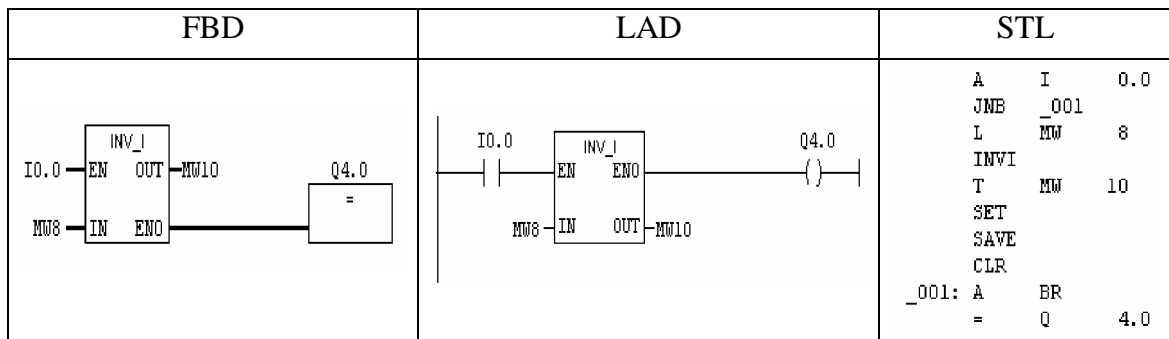 FBD
LAD
STL
INV_I
I0.0 EN OUT MW10
Q4.0
=
MW8 IN ENO
I0.0
INV_I
Q4.0
EN ENO
( )
MW8 IN OUT MW10
A I 0.0
JNB _001
L MW 8
INVI
T MW 10
SET
SAVE
CLR
_001: A BR
= Q 4.0